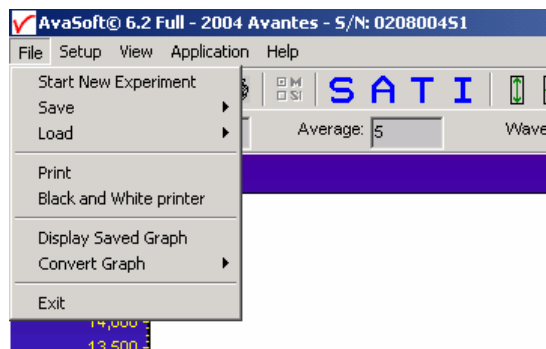 AvaSoft© 6.2 Full - 2004 Avantes - S/N: 0208004S1
File Setup View Application Help
Start New Experiment
S A T I
Save
Average: 5
Wave
Load
Print
Black and White printer
Display Saved Graph
Convert Graph
Exit
14,000
13,500